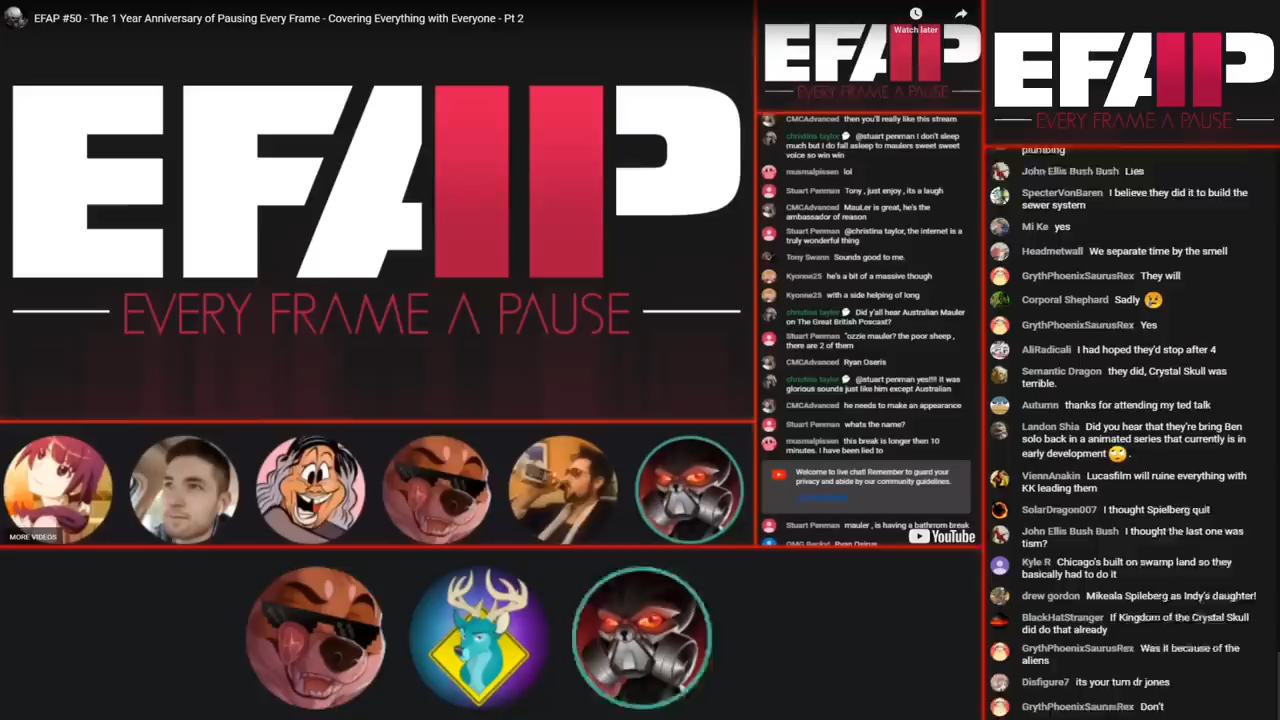 EFAP #50 - The 1 Year Anniversary of Pausing Every Frame - Covering Everything with Everyone - Pt 2
EFAP
EVERY FRAME A PAUSE
MORE VIDEOS
Watch later
EFAP
EVERY FRAME A PAUSE
CMCAdvanced then you'll really like this stream
christina taylor @stuart penman I don't sleep
much but I do fall asleep to maulers sweet sweet
voice so win win
musmalpissen lol
Stuart Penman Tony , just enjoy , its a laugh
CMCAdvanced MauLer is great, he's the
ambassador of reason
Stuart Penman @christina taylor, the internet is a
truly wonderful thing
Tony Swann Sounds good to me.
Kyonne25 he's a bit of a massive though
Kyonne25 with a side helping of long
christina taylor Did y'all hear Australian Mauler
on The Great British Poscast?
Stuart Penman "ozzie mauler? the poor sheep ,
there are 2 of them
CMCAdvanced Ryan Oseris
christina taylor @stuart penman yes!!!! It was
glorious sounds just like him except Australian
CMCAdvanced he needs to make an appearance
Stuart Penman whats the name?
musmalpissen this break is longer then 10
minutes. I have been lied to
Welcome to live chat! Remember to guard your
privacy and abide by our community guidelines.
Stuart Penman mauler , is having a bathrrom break
YouTube
EFAP
EVERY FRAME A PAUSE
plumbing
John Ellis Bush Bush Lies
SpecterVonBaren I believe they did it to build the
sewer system
Mi Ke yes
Headmetwall We separate time by the smell
GrythPhoenixSaurusRex They will
Corporal Shephard Sadly 😢
GrythPhoenixSaurusRex Yes
AliRadicali I had hoped they'd stop after 4
Semantic Dragon they did, Crystal Skull was
terrible.
Autumn thanks for attending my ted talk
Landon Shia Did you hear that they're bring Ben
solo back in a animated series that currently is in
early development 🙄 .
ViennAnakin Lucasfilm will ruine everything with
KK leading them
SolarDragon007 I thought Spielberg quit
John Ellis Bush Bush I thought the last one was
tism?
Kyle R Chicago's built on swamp land so they
basically had to do it
drew gordon Mikeala Spileberg as Indy's daughter!
BlackHatStranger If Kingdom of the Crystal Skull
did do that already
GrythPhoenixSaurusRex Was it because of the
aliens
Disfigure7 its your turn dr jones
GrythPhoenixSaurusRex Don't